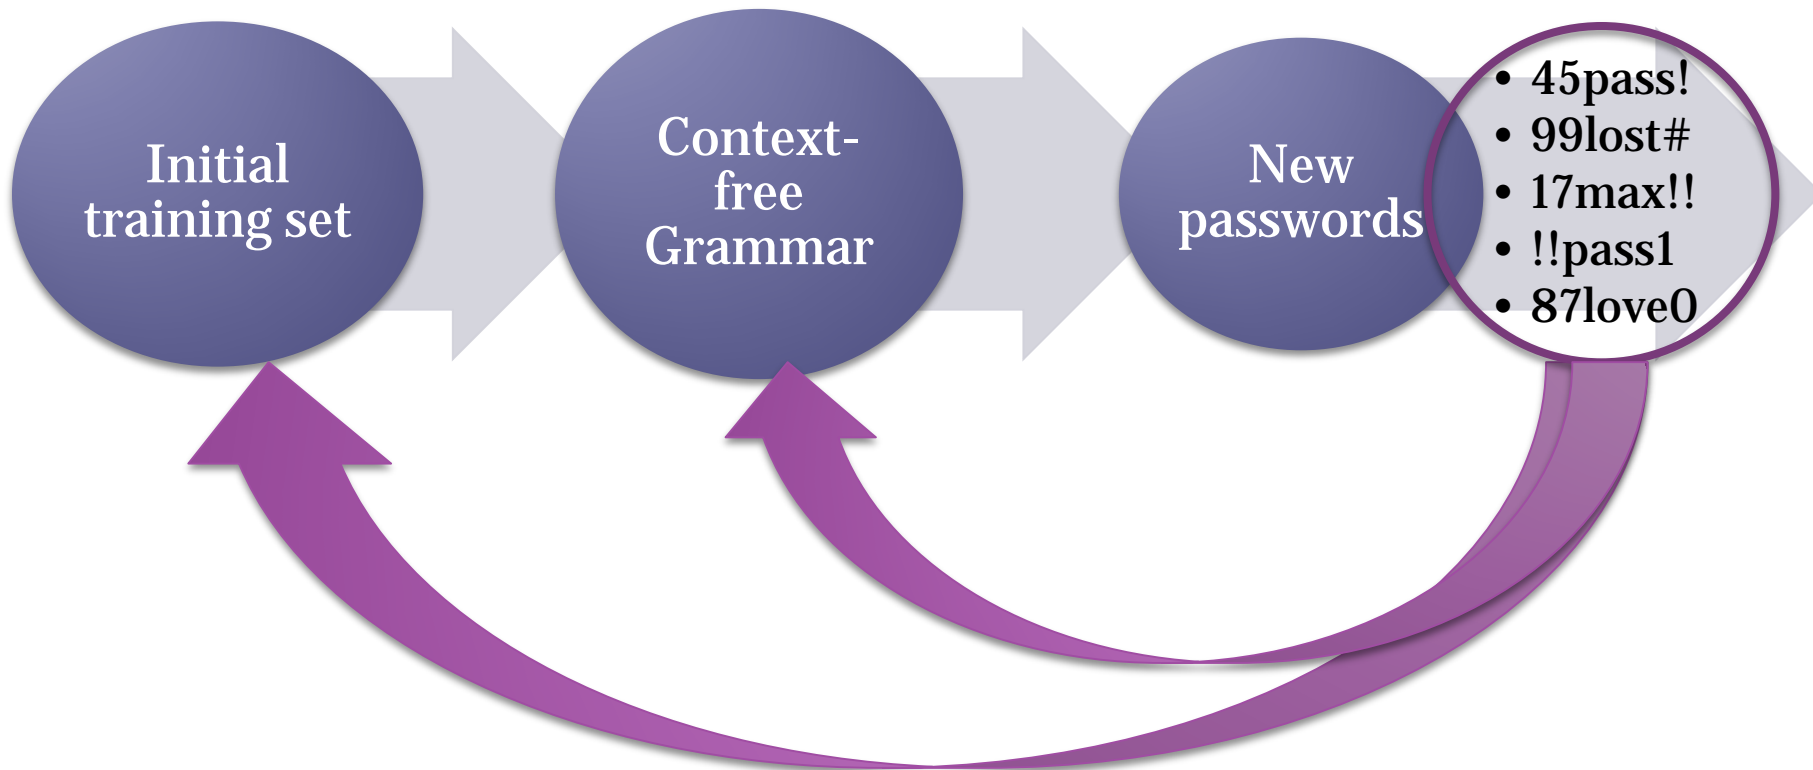 Initial
training set
Context-
free
Grammar
New
passwords
• 45pass!
• 99lost#
• 17max!!
• !!pass1
• 87love0